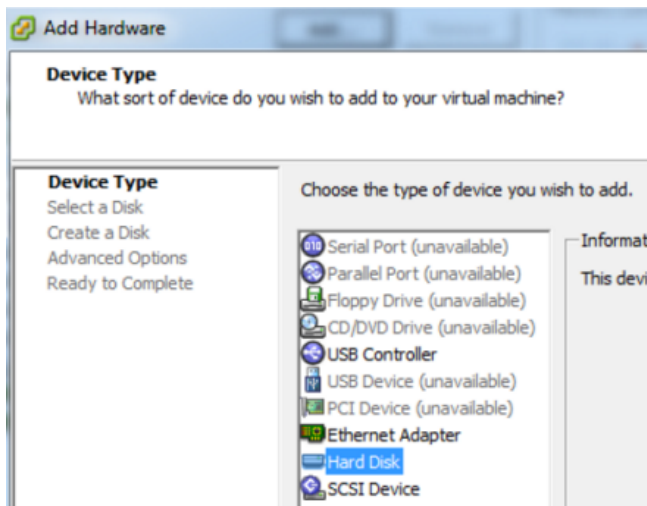 Add Hardware
Device Type
What sort of device do you wish to add to your virtual machine?
Device Type
Select a Disk
Create a Disk
Advanced Options
Ready to Complete
Choose the type of device you wish to add.
Serial Port (unavailable)
Parallel Port (unavailable)
Floppy Drive (unavailable)
CD/DVD Drive (unavailable)
USB Controller
USB Device (unavailable)
PCI Device (unavailable)
Ethernet Adapter
Hard Disk
SCSI Device
Informat
This devi